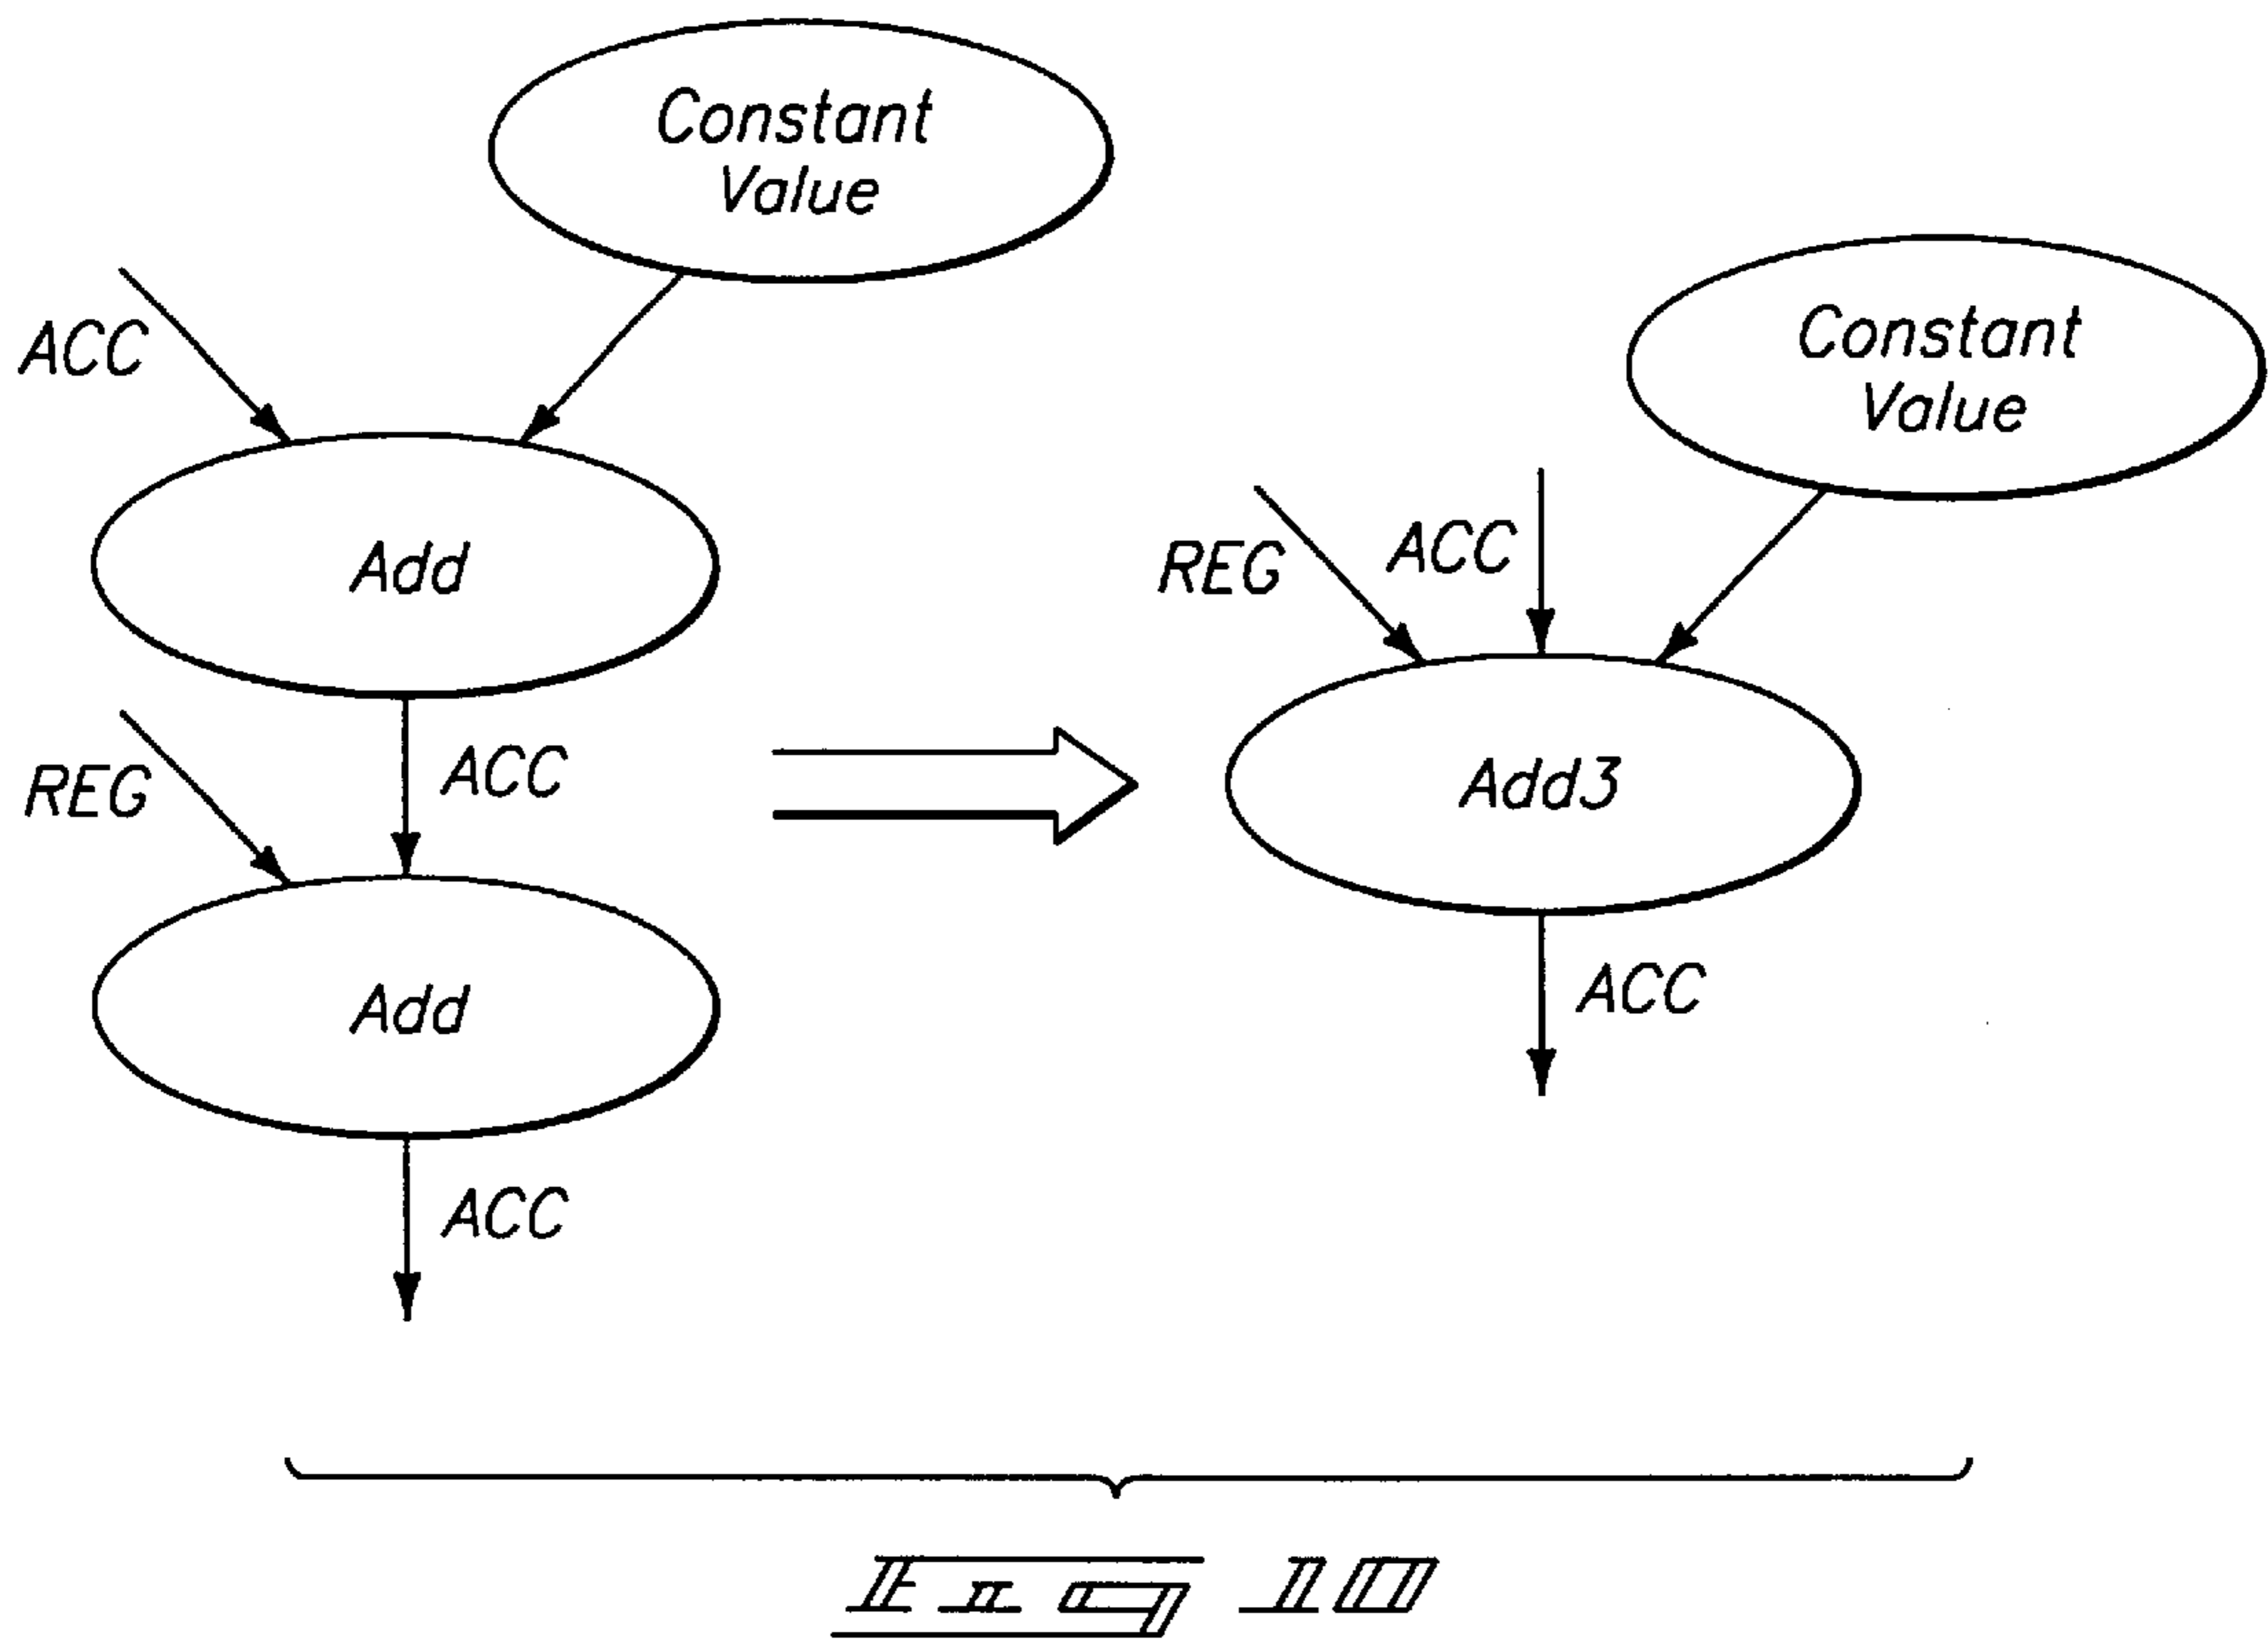 Constant
Value
ACC
Add
REG
ACC
Add
ACC
Constant
Value
REG
ACC
Add3
ACC
Fig 10